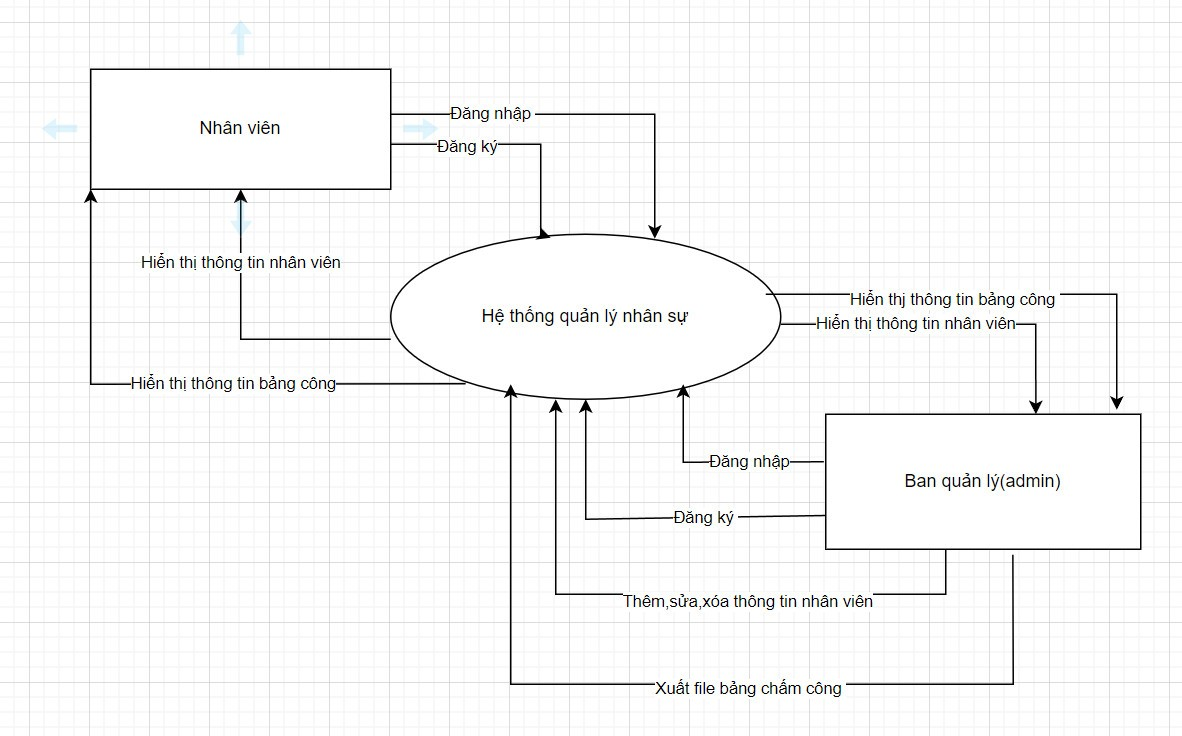 Nhân viên
Đăng nhập
Đăng ký
Hiển thị thông tin nhân viên
Hiển thị thông tin bảng công
Hệ thống quản lý nhân sự
Hiển thj thông tin bảng công
Hiển thị thông tin nhân viên
Đăng nhập
Ban quản lý(admin)
Đăng ký
Thêm,sửa,xóa thông tin nhân viên
Xuất file bảng chấm công